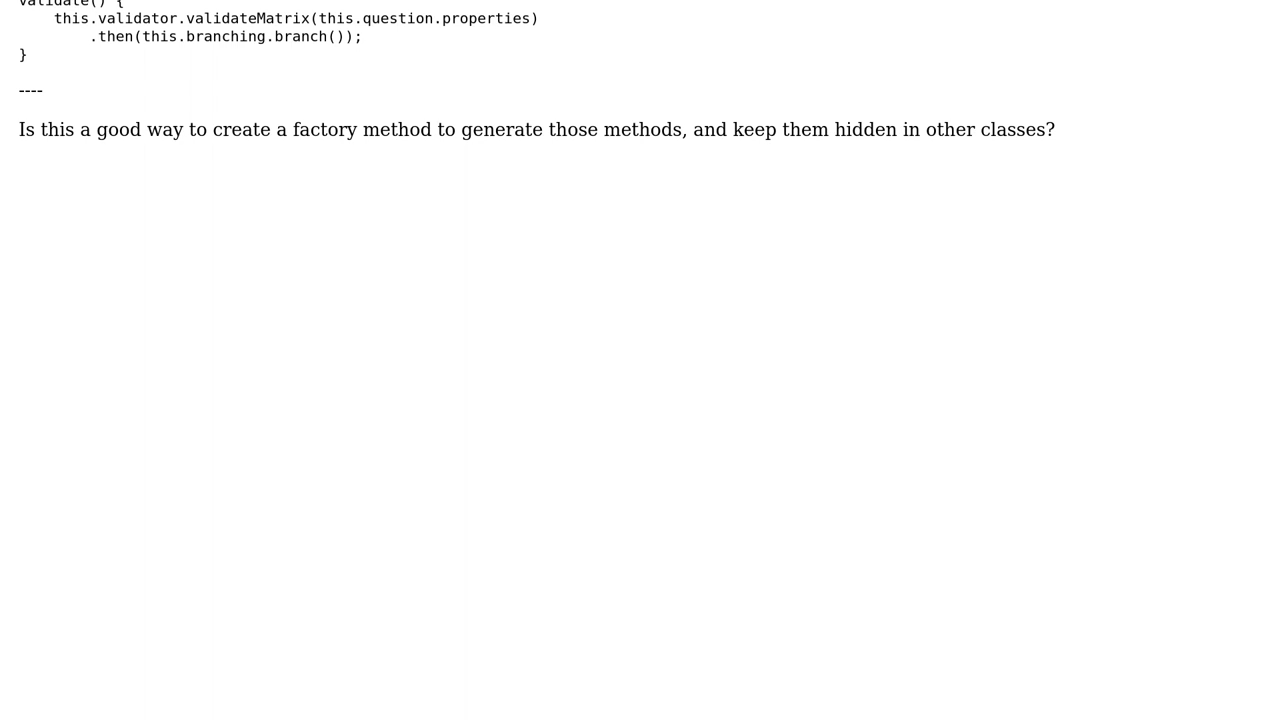 validate() {
    this.validator.validateMatrix(this.question.properties)
        .then(this.branching.branch());
}
----
Is this a good way to create a factory method to generate those methods, and keep them hidden in other classes?